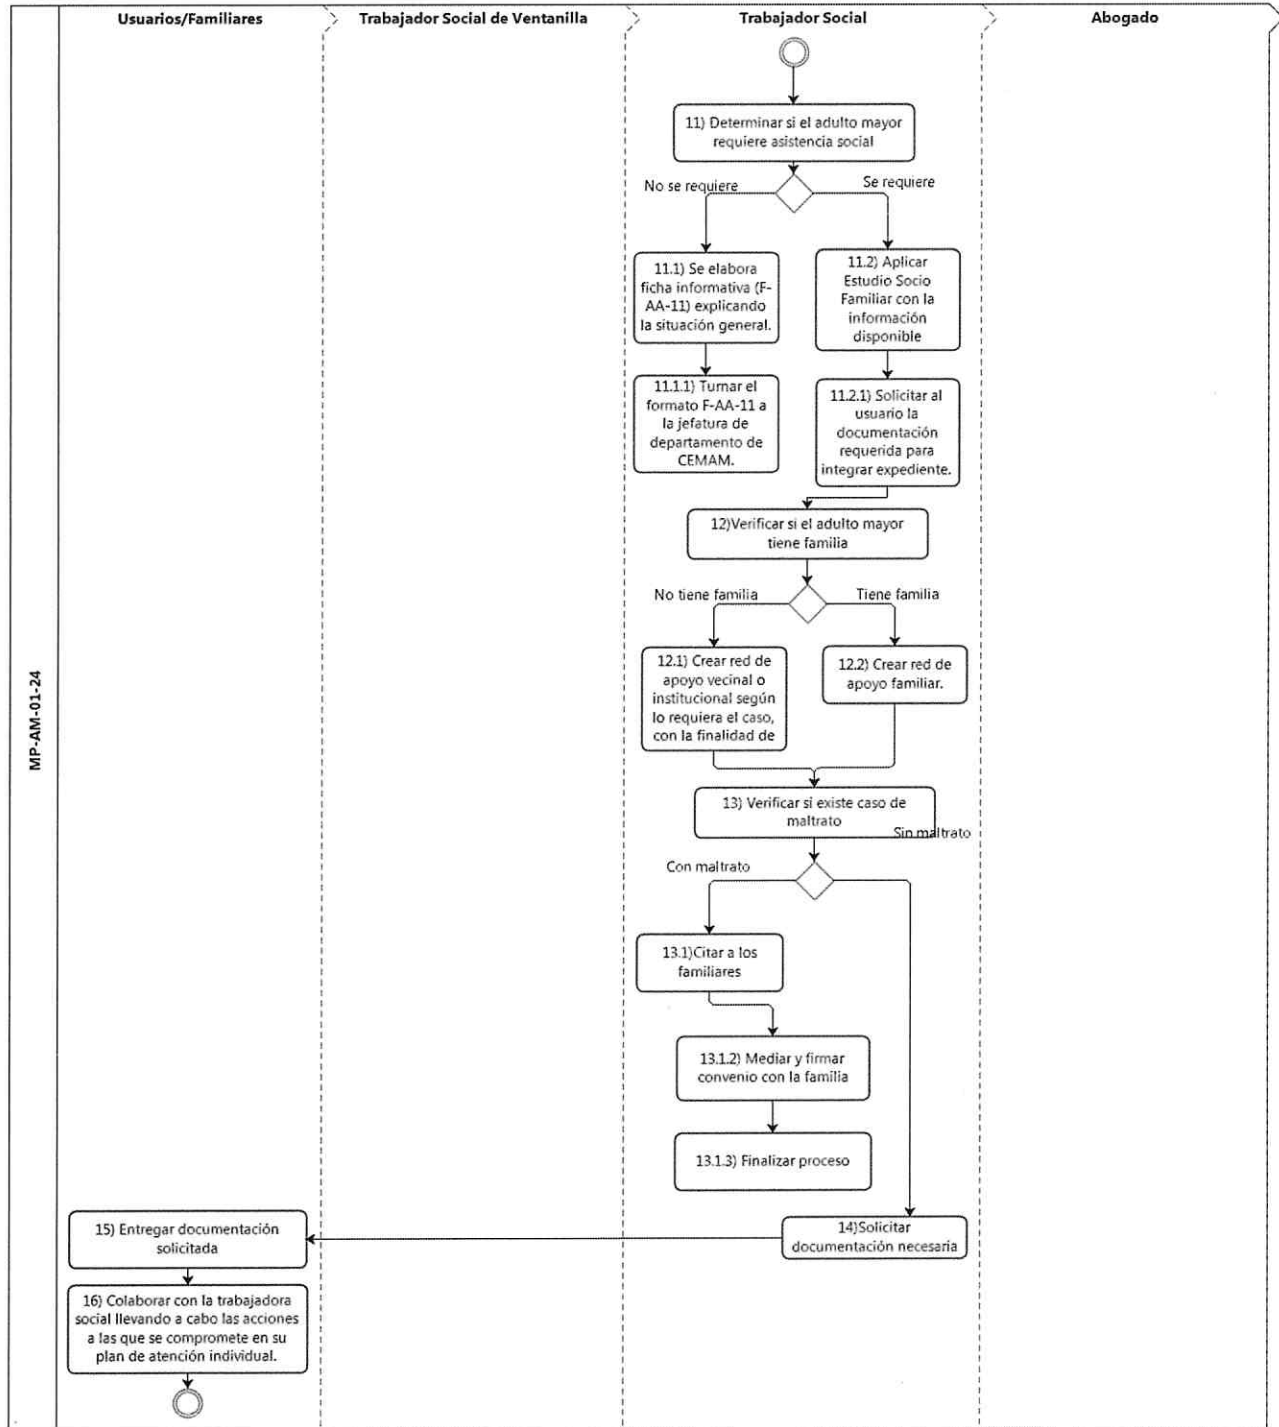 Usuarios/Familiares
Trabajador Social de Ventanilla
Trabajador Social
Abogado
MP-AM-01-24
11) Determinar si el adulto mayor
requiere asistencia social
No se requiere
Se requiere
11.1) Se elabora
ficha informativa (F-
AA-11) explicando
la situación general.
11.2) Aplicar
Estudio Socio
Familiar con la
información
disponible
11.1.1) Turnar el
formato F-AA-11 a
la jefatura de
departamento de
CEMAM.
11.2.1) Solicitar al
usuario la
documentación
requerida para
integrar expediente.
12)Verificar si el adulto mayor
tiene familia
No tiene familia
Tiene familia
12.1) Crear red de
apoyo vecinal o
institucional según
lo requiera el caso,
con la finalidad de
12.2) Crear red de
apoyo familiar.
13) Verificar si existe caso de
maltrato
Sin maltrato
Con maltrato
13.1)Citar a los
familiares
13.1.2) Mediar y firmar
convenio con la familia
13.1.3) Finalizar proceso
14)Solicitar
documentación necesaria
15) Entregar documentación
solicitada
16) Colaborar con la trabajadora
social llevando a cabo las acciones
a las que se compromete en su
plan de atención individual.